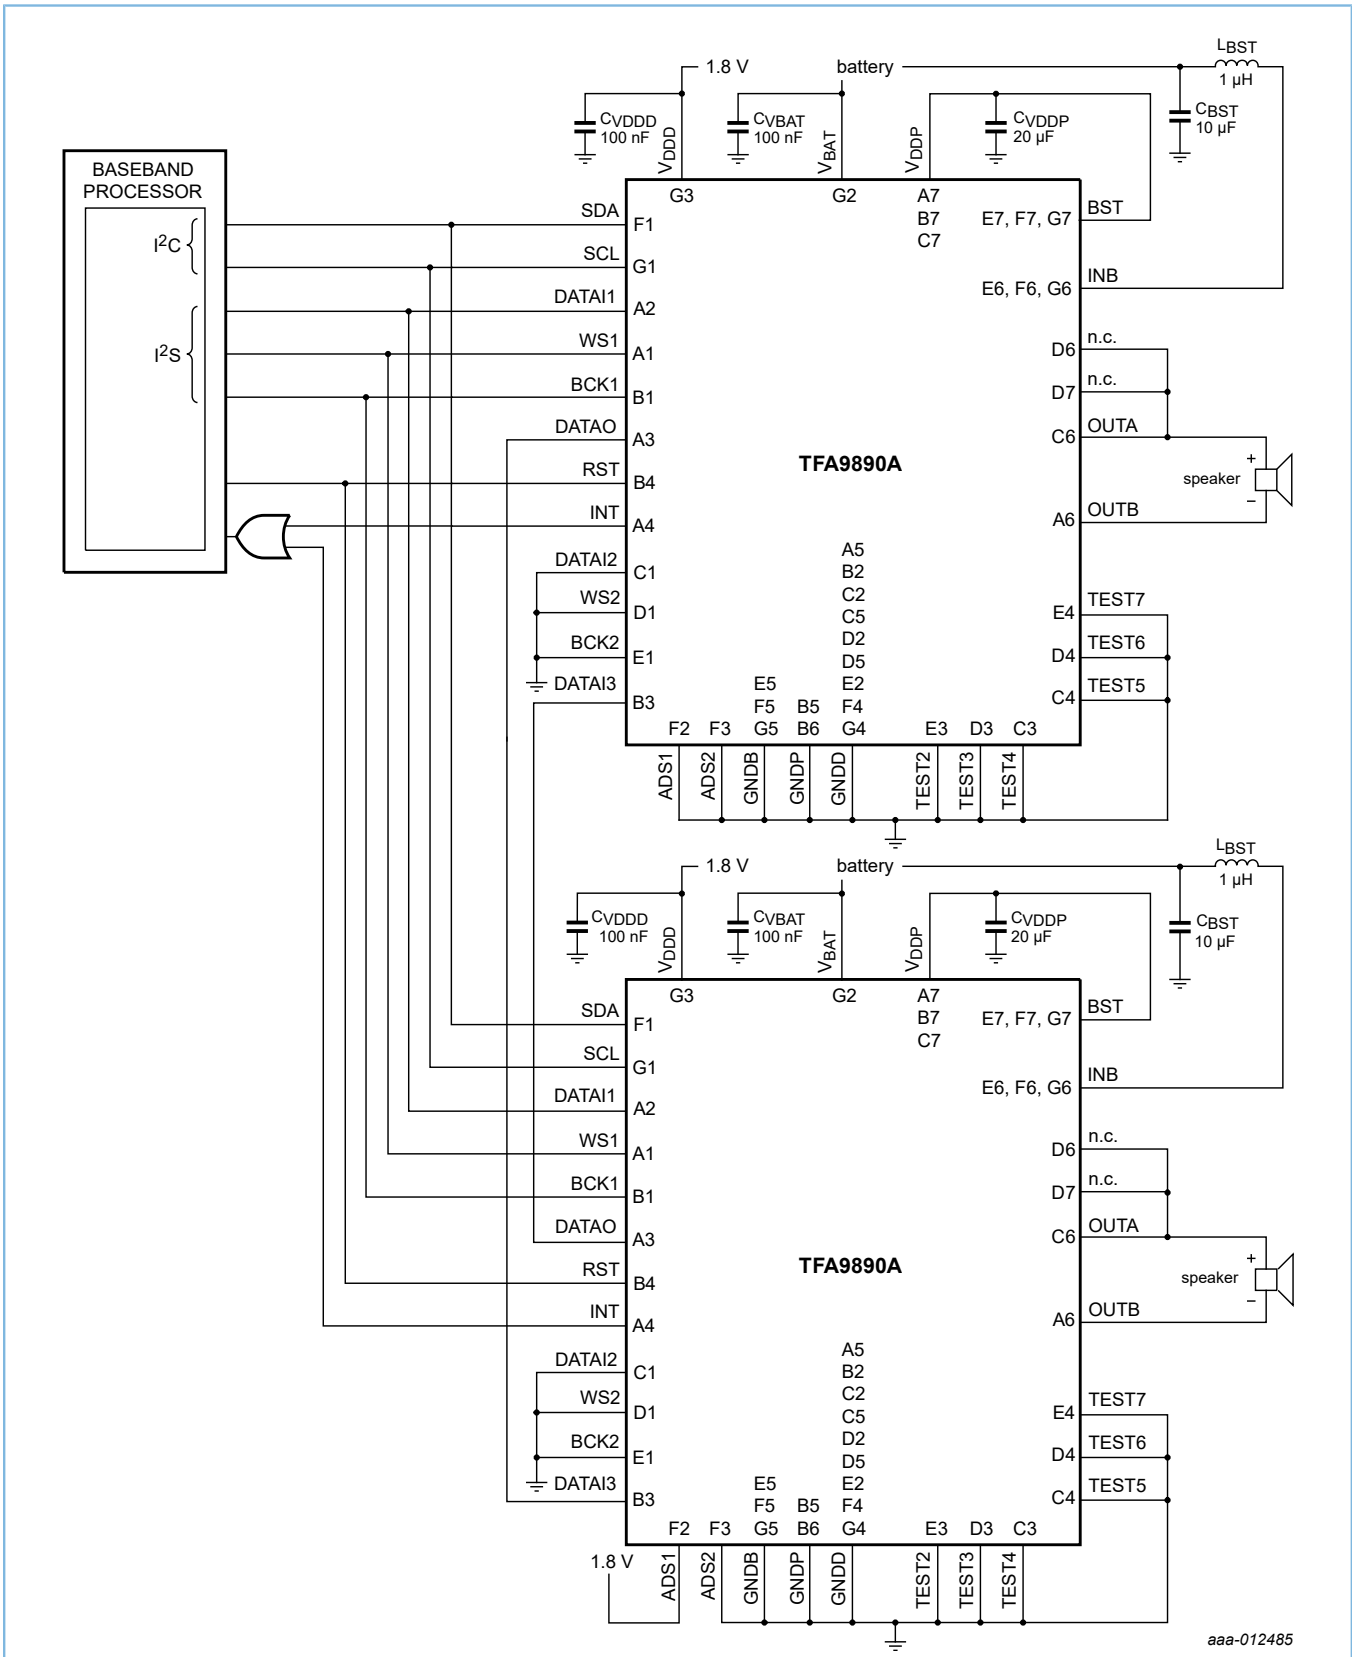 LBST
1 µH
1.8 V
battery
CVDDD
100 nF
CVBAT
100 nF
CVDDP
20 µF
CBST
10 µF
VDDD
VBAT
VDDP
BASEBAND
PROCESSOR
I2C
I2S
G3
G2
A7
B7
C7
SDA
F1
SCL
G1
DATAI1
A2
WS1
A1
BCK1
B1
DATAO
A3
RST
B4
INT
A4
DATAI2
C1
WS2
D1
BCK2
E1
DATAI3
B3
E7, F7, G7
BST
E6, F6, G6
INB
D6
n.c.
D7
n.c.
C6
OUTA
TFA9890A
speaker
+
–
A6
OUTB
A5
B2
C2
C5
D2
D5
E2
F4
G4
E5
F5
G5
B5
B6
E4
TEST7
D4
TEST6
C4
TEST5
F2
F3
E3
D3
C3
ADS1
ADS2
GNDB
GNDP
GNDD
TEST2
TEST3
TEST4
LBST
1 µH
1.8 V
battery
CVDDD
100 nF
CVBAT
100 nF
CVDDP
20 µF
CBST
10 µF
VDDD
VBAT
VDDP
G3
G2
A7
B7
C7
SDA
F1
SCL
G1
DATAI1
A2
WS1
A1
BCK1
B1
DATAO
A3
RST
B4
INT
A4
DATAI2
C1
WS2
D1
BCK2
E1
DATAI3
B3
E7, F7, G7
BST
E6, F6, G6
INB
D6
n.c.
D7
n.c.
C6
OUTA
TFA9890A
speaker
+
–
A6
OUTB
A5
B2
C2
C5
D2
D5
E2
F4
G4
E5
F5
G5
B5
B6
E4
TEST7
D4
TEST6
C4
TEST5
F2
F3
E3
D3
C3
1.8 V
ADS1
ADS2
GNDB
GNDP
GNDD
TEST2
TEST3
TEST4
aaa-012485